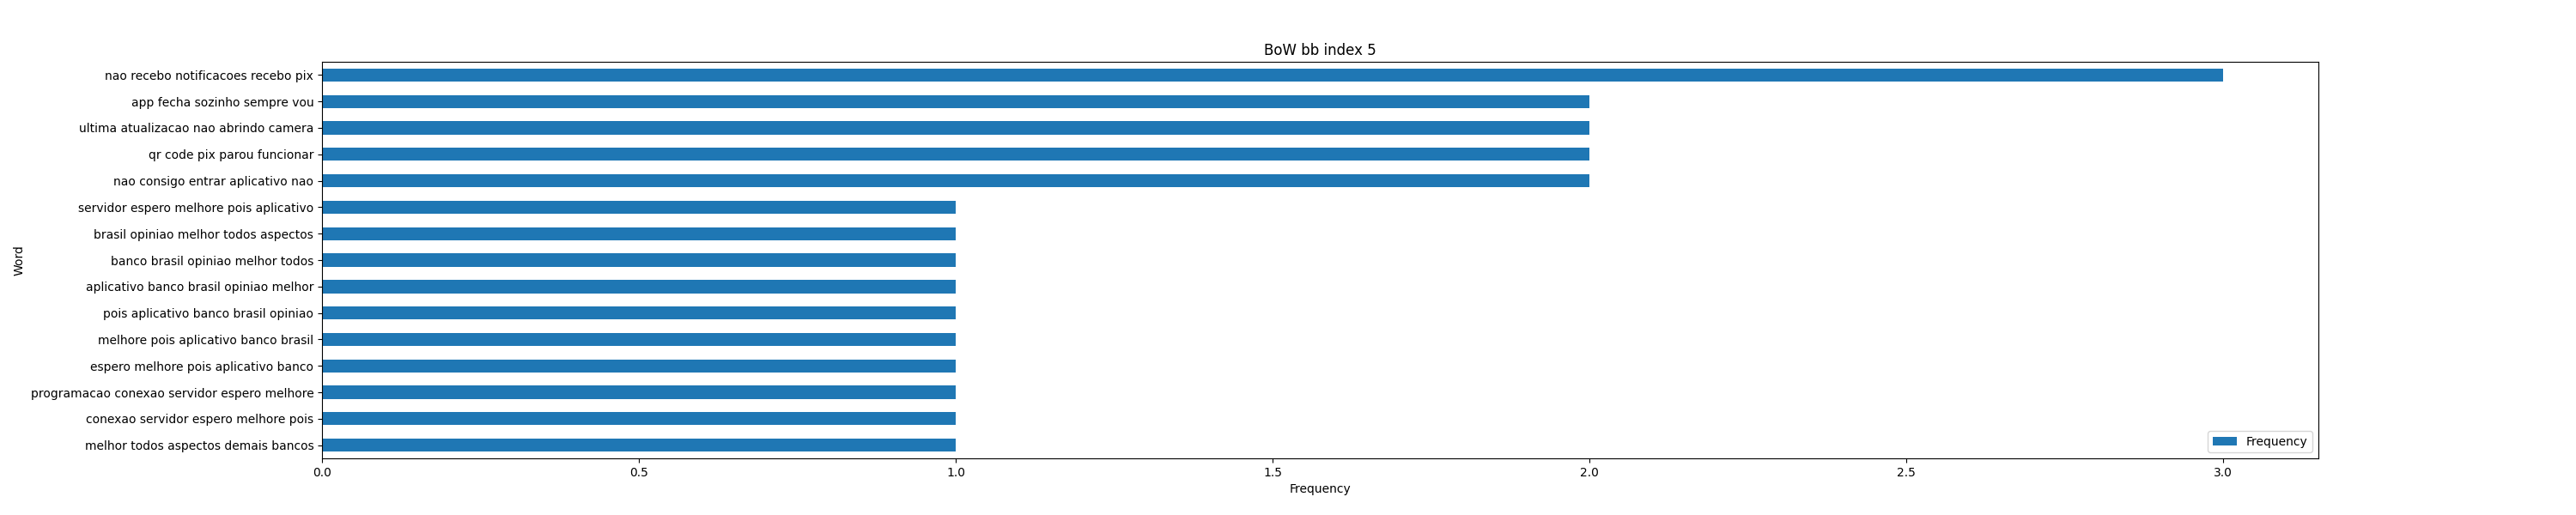 BoW bb index 5
nao recebo notificacoes recebo pix
app fecha sozinho sempre vou
ultima atualizacao nao abrindo camera
qr code pix parou funcionar
nao consigo entrar aplicativo nao
servidor espero melhore pois aplicativo
brasil opiniao melhor todos aspectos
banco brasil opiniao melhor todos
aplicativo banco brasil opiniao melhor
pois aplicativo banco brasil opiniao
melhore pois aplicativo banco brasil
espero melhore pois aplicativo banco
programacao conexao servidor espero melhore
conexao servidor espero melhore pois
melhor todos aspectos demais bancos
Word
Frequency
0.0 0.5 1.0 1.5 2.0 2.5 3.0
Frequency